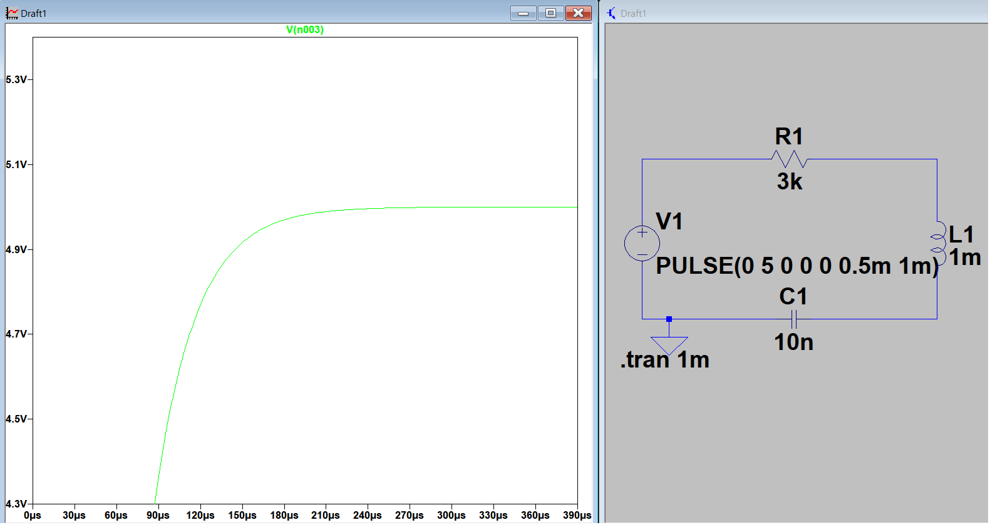 Draft1
V(n003)
5.3V
5.1V
4.9V
4.7V
4.5V
4.3V
0µs 30µs 60µs 90µs 120µs 150µs 180µs 210µs 240µs 270µs 300µs 330µs 360µs 390µs
Draft1
R1
3k
V1
L1
1m
PULSE(0 5 0 0 0 0.5m 1m)
C1
10n
.tran 1m